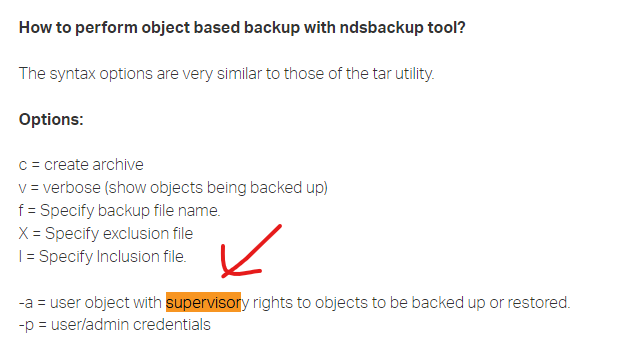 How to perform object based backup with ndsbackup tool?
The syntax options are very similar to those of the tar utility.
Options:
c = create archive
v = verbose (show objects being backed up)
f = Specify backup file name.
X = Specify exclusion file
I = Specify Inclusion file.
-a = user object with supervisory rights to objects to be backed up or restored.
-p = user/admin credentials